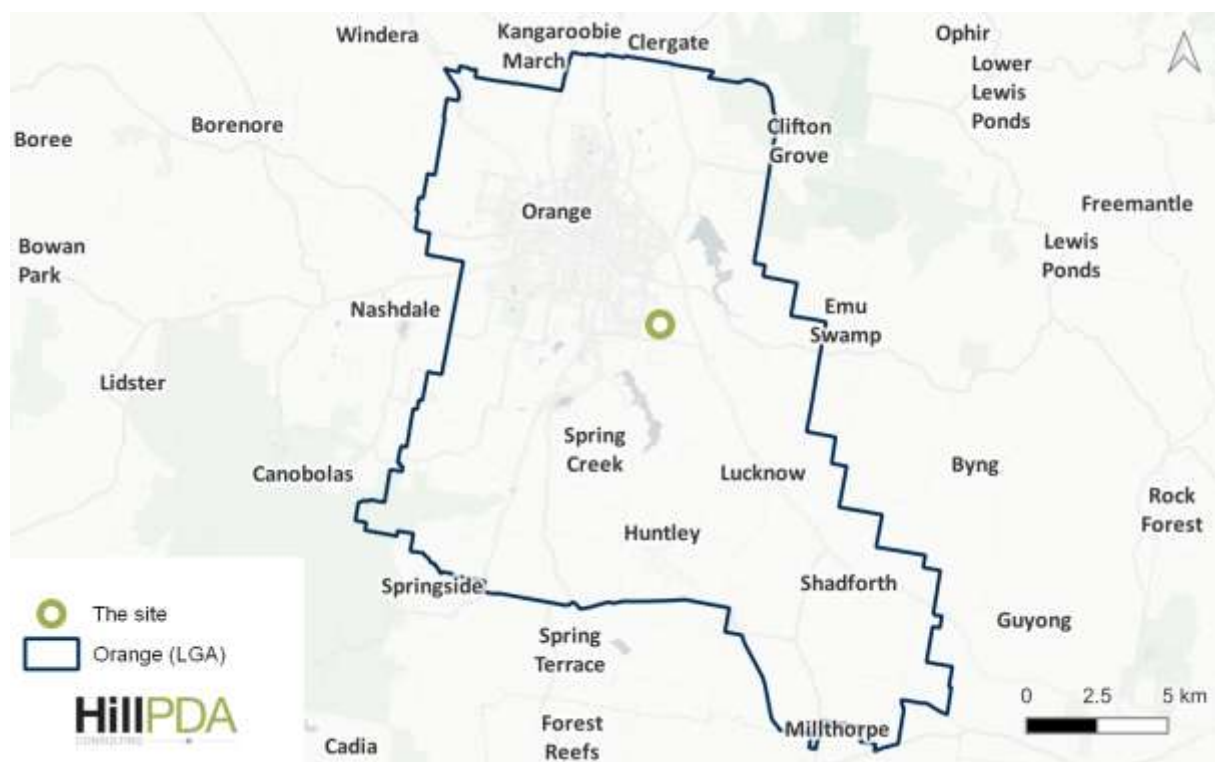 Windera
Kangaroobie
March
Clergate
Ophir
Lower
Lewis
Ponds
Boree
Borenore
Clifton
Grove
Orange
Freemantle
Bowan
Park
Lewis
Ponds
Nashdale
Emu
Swamp
Lidster
Spring
Creek
Canobolas
Lucknow
Byng
Rock
Forest
Huntley
Springside
Shadforth
Guyong
Spring
Terrace
Forest
Reefs
Millthorpe
Cadia
The site
Orange (LGA)
HillPDA
CONSULTING
0 2.5 5 km